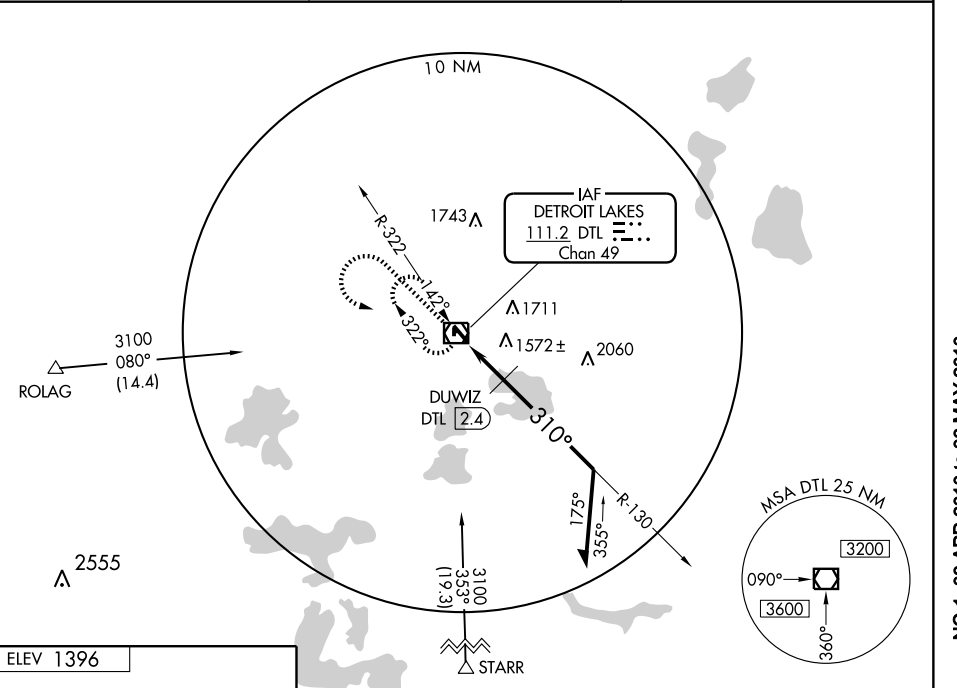 10 NM
IAF
DETROIT LAKES
111.2 DTL
Chan 49
1743
R-322
142°
322°
1711
1572 ±
2060
3100
080°
(14.4)
ROLAG
DUWIZ
DTL 2.4
310°
R-130
175°
355°
MSA DTL 25 NM
3200
090°
3600
360°
2555
3100
353°
(19.3)
STARR
ELEV 1396